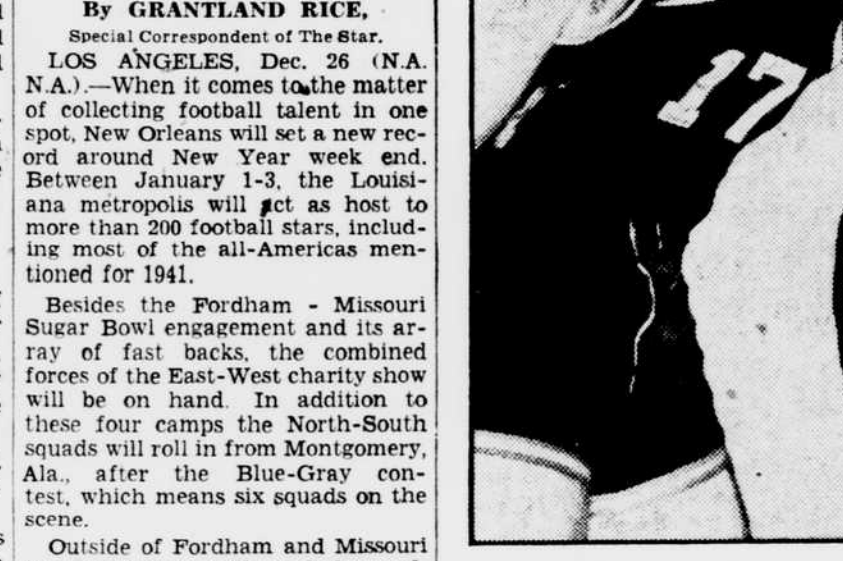 By GRANTLAND RICE,
Special Correspondent of The Star.
LOS ANGELES, Dec. 26 (N.A.
N.A.).—When it comes to the matter
of collecting football talent in one
spot, New Orleans will set a new rec-
ord around New Year week end.
Between January 1-3, the Louisi-
ana metropolis will act as host to
more than 200 football stars, includ-
ing most of the all-Americas men-
tioned for 1941.
Besides the Fordham - Missouri
Sugar Bowl engagement and its ar-
ray of fast backs, the combined
forces of the East-West charity show
will be on hand. In addition to
these four camps the North-South
squads will roll in from Montgomery,
Ala., after the Blue-Gray con-
test, which means six squads on the
scene.
Outside of Fordham and Missouri
17